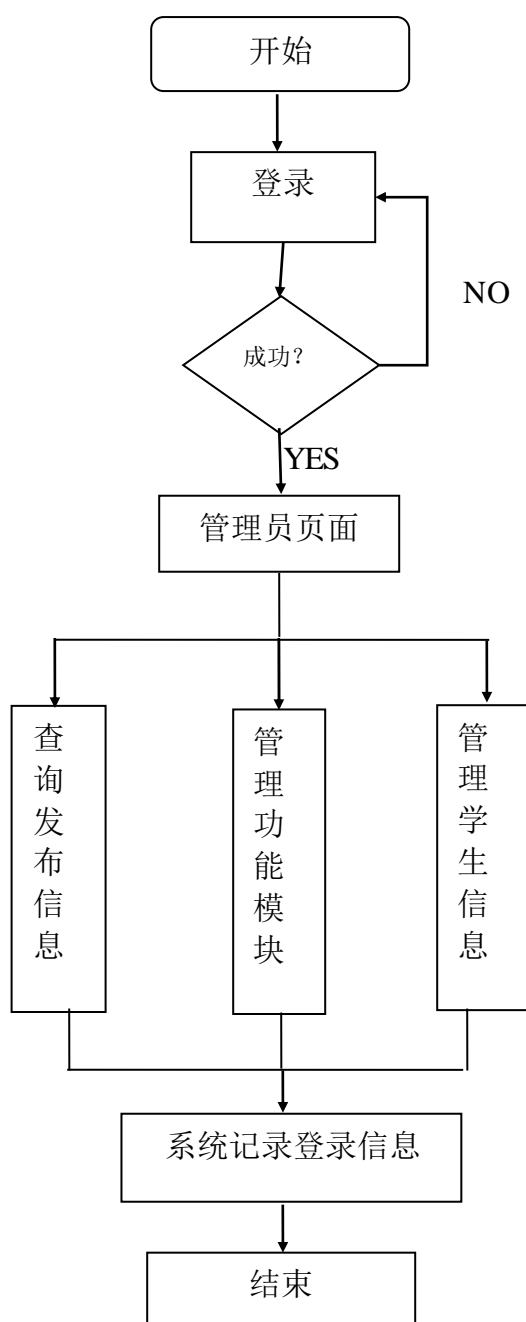 开始
登录
NO
成功?
YES
管理员页面
查询发布信息
管理功能模块
管理学生信息
系统记录登录信息
结束